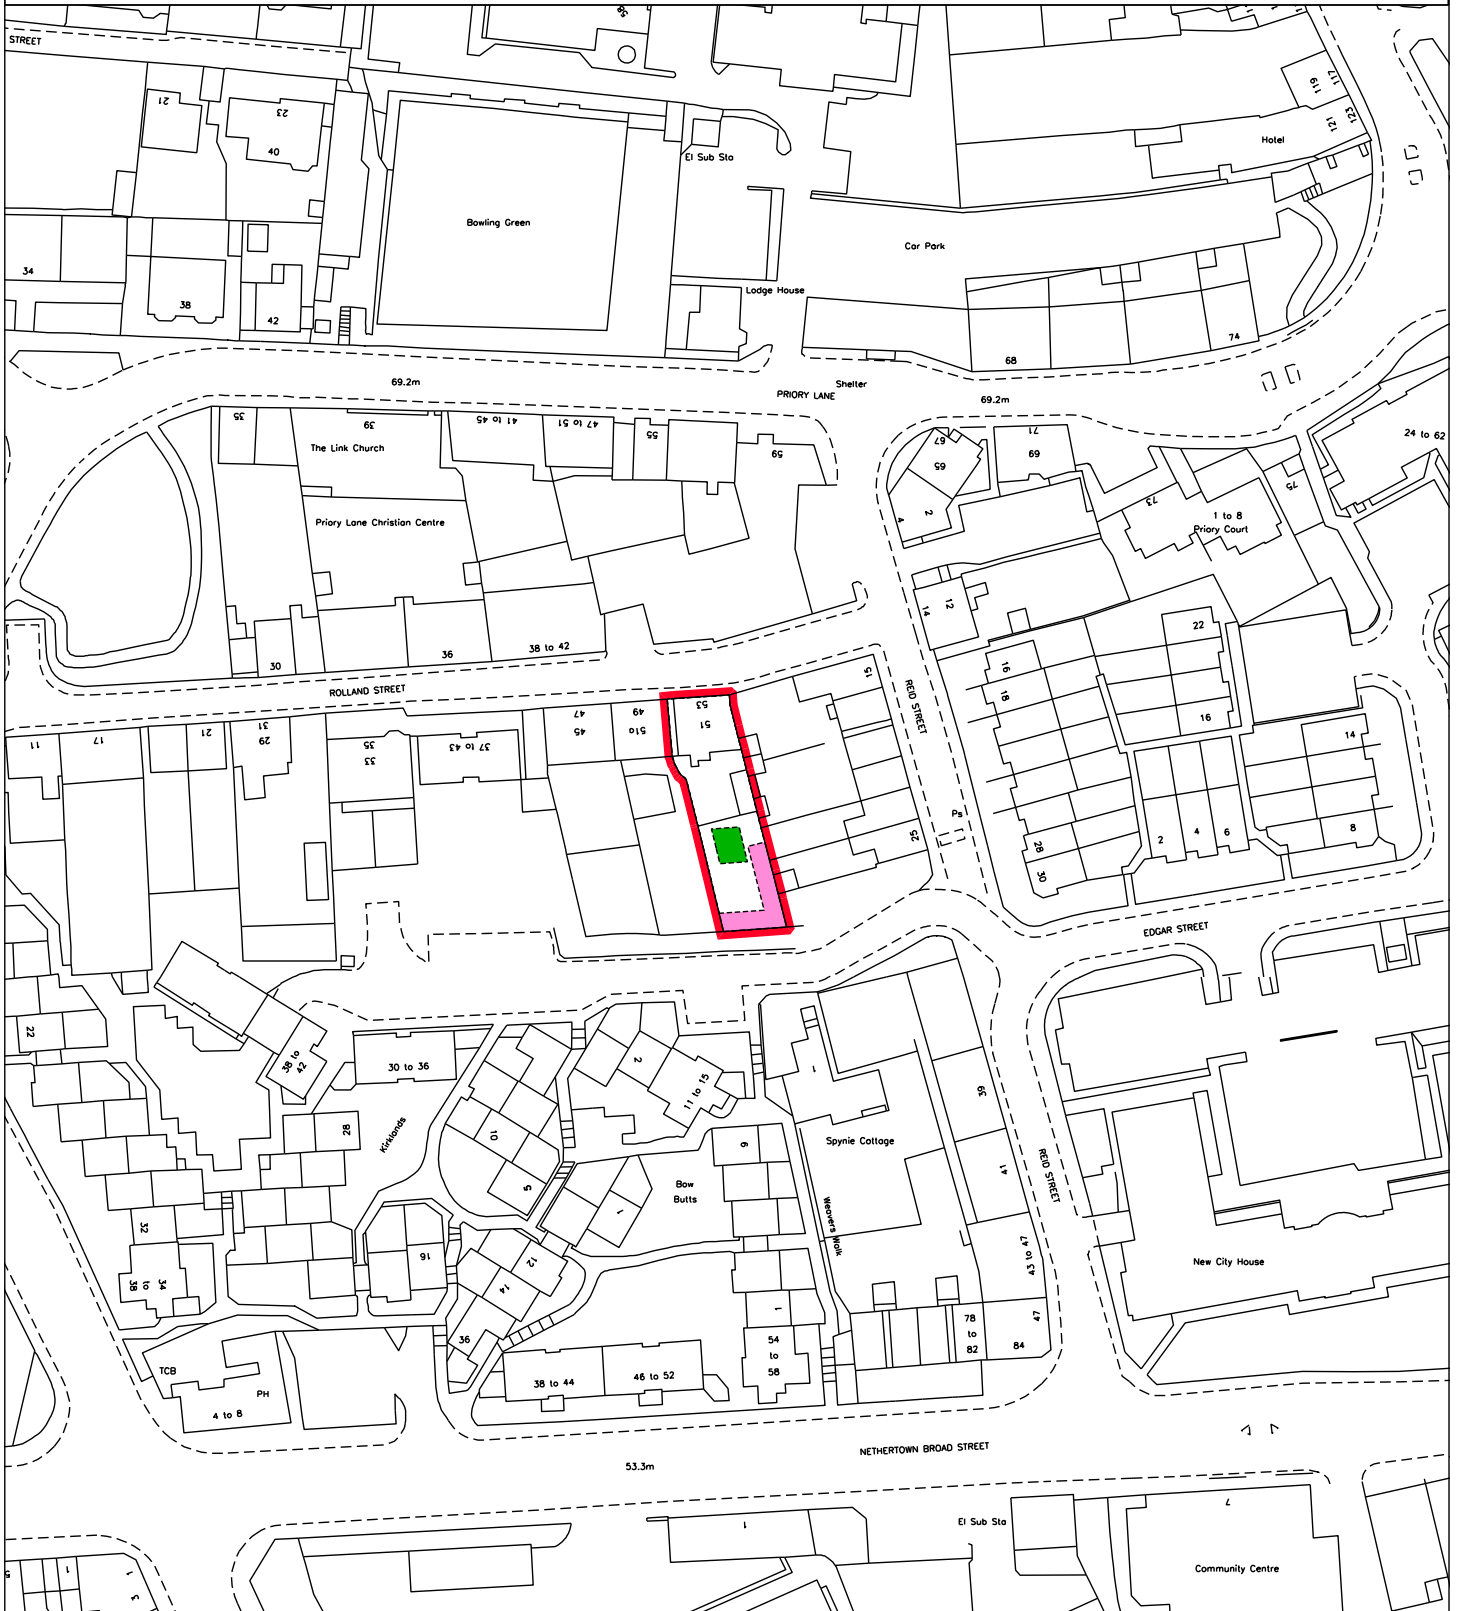 58
STREET
21
23
40
117
119
123
121
Hotel
El Sub Sta
Bowling Green
Car Park
34
38
42
Lodge House
74
68
69.2m
Shelter
PRIORY LANE
69.2m
35
39
41 to 45
47 to 51
55
59
The Link Church
67
65
71
69
24 to 62
75
73
2
4
1 to 8
Priory Court
Priory Lane Christian Centre
14
12
22
30
36
38 to 42
16
18
15
ROLLAND STREET
REID STREET
16
11
17
21
31
29
35
33
37 to 43
47
45
49
51a
53
51
14
Ps
25
28
30
2
4
6
8
EDGAR STREET
22
38 to
42
30 to 36
2
11 to 15
28
Kirklands
10
6
1
Spynie Cottage
39
REID STREET
41
5
Bow
Butts
1
Weavers Walk
32
16
12
14
43 to 47
New City House
34
to
38
1
47
36
54
to
58
78
to
82
84
TCB
PH
4 to 8
38 to 44
46 to 52
NETHERTOWN BROAD STREET
53.3m
1
El Sub Sta
7
Community Centre
5
1
1
3